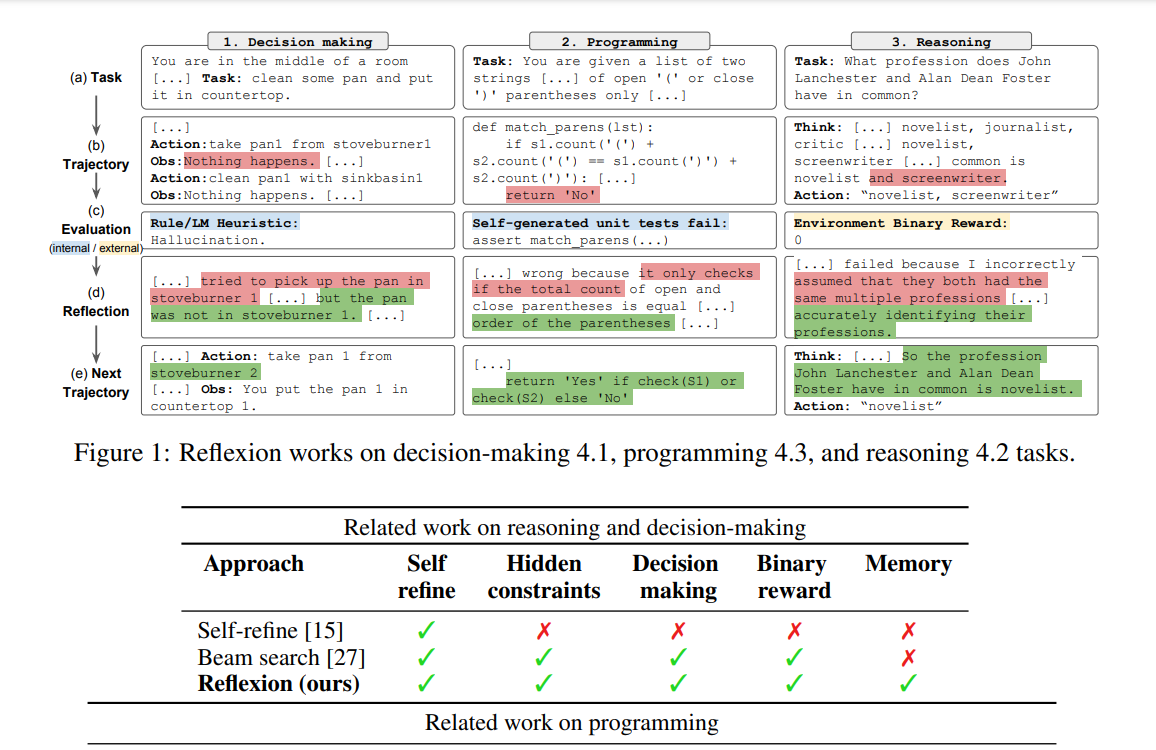 1. Decision making
2. Programming
3. Reasoning
(a) Task
You are in the middle of a room
[...] Task: clean some pan and put
it in countertop.
Task: You are given a list of two
strings [...] of open '(' or close
')' parentheses only [...]
Task: What profession does John
Lanchester and Alan Dean Foster
have in common?
(b)
Trajectory
[...]
Action:take pan1 from stoveburner1
Obs:Nothing happens. [...]
Action:clean pan1 with sinkbasin1
Obs:Nothing happens. [...]
def match_parens(lst):
if s1.count('(') +
s2.count('(') == s1.count(')') +
s2.count(')'): [...]
return 'No'
Think: [...] novelist, journalist,
critic [...] novelist,
screenwriter [...] common is
novelist and screenwriter.
Action: “novelist, screenwriter”
(c)
Evaluation
(internal / external)
Rule/LM Heuristic:
Hallucination.
Self-generated unit tests fail:
assert match_parens(...)
Environment Binary Reward:
0
(d)
Reflection
[...] tried to pick up the pan in
stoveburner 1 [...] but the pan
was not in stoveburner 1. [...]
[...] wrong because it only checks
if the total count of open and
close parentheses is equal [...]
order of the parentheses [...]
[...] failed because I incorrectly
assumed that they both had the
same multiple professions [...]
accurately identifying their
professions.
(e) Next
Trajectory
[...] Action: take pan 1 from
stoveburner 2
[...] Obs: You put the pan 1 in
countertop 1.
[...]
return 'Yes' if check(S1) or
check(S2) else 'No'
Think: [...] So the profession
John Lanchester and Alan Dean
Foster have in common is novelist.
Action: “novelist”
Figure 1: Reflexion works on decision-making 4.1, programming 4.3, and reasoning 4.2 tasks.
Related work on reasoning and decision-making
Approach Self refine Hidden constraints Decision making Binary reward Memory
Self-refine [15] ✓ ✗ ✗ ✗ ✗
Beam search [27] ✓ ✓ ✓ ✓ ✗
Reflexion (ours) ✓ ✓ ✓ ✓ ✓
Related work on programming